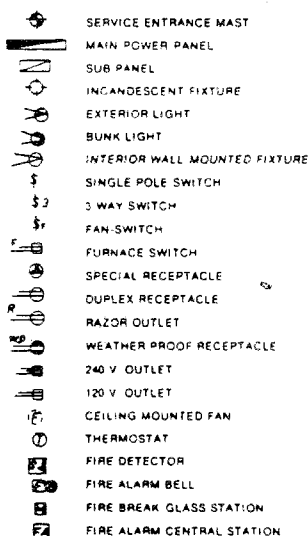 SERVICE ENTRANCE MAST
MAIN POWER PANEL
SUB PANEL
INCANDESCENT FIXTURE
EXTERIOR LIGHT
BUNK LIGHT
INTERIOR WALL MOUNTED FIXTURE
$ SINGLE POLE SWITCH
$3 3 WAY SWITCH
$F FAN-SWITCH
F FURNACE SWITCH
SPECIAL RECEPTACLE
DUPLEX RECEPTACLE
R RAZOR OUTLET
WEATHER PROOF RECEPTACLE
240 V OUTLET
120 V OUTLET
CEILING MOUNTED FAN
T THERMOSTAT
FIRE DETECTOR
FIRE ALARM BELL
FIRE BREAK GLASS STATION
FIRE ALARM CENTRAL STATION